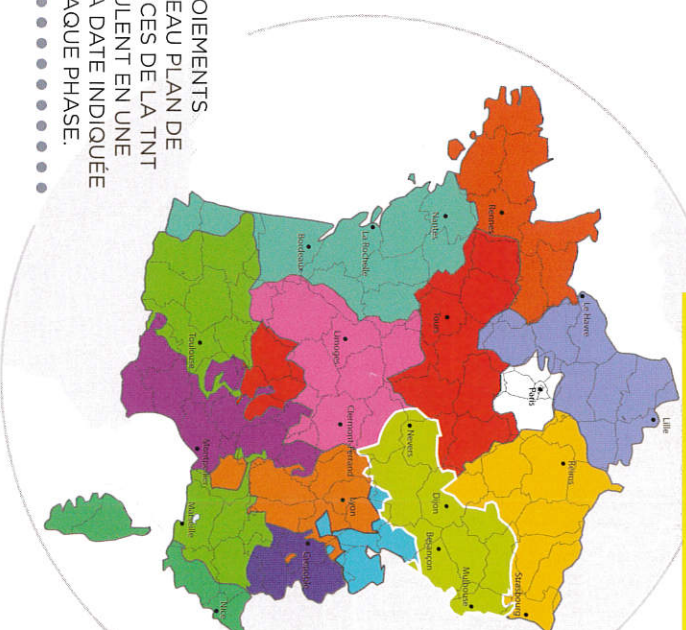 OIEMENTS
EAU PLAN DE
CES DE LA TNT
ULENT EN UNE
A DATE INDIQUÉE
AQUE PHASE.
Lille
Le Havre
Rennes
Reims
Paris
Strasbourg
Nantes
Tours
Mulhouse
La Rochelle
Nevers
Dijon
Besançon
Bordeaux
Limoges
Clermont-Ferrand
Lyon
Grenoble
Toulouse
Montpellier
Marseille
Nice